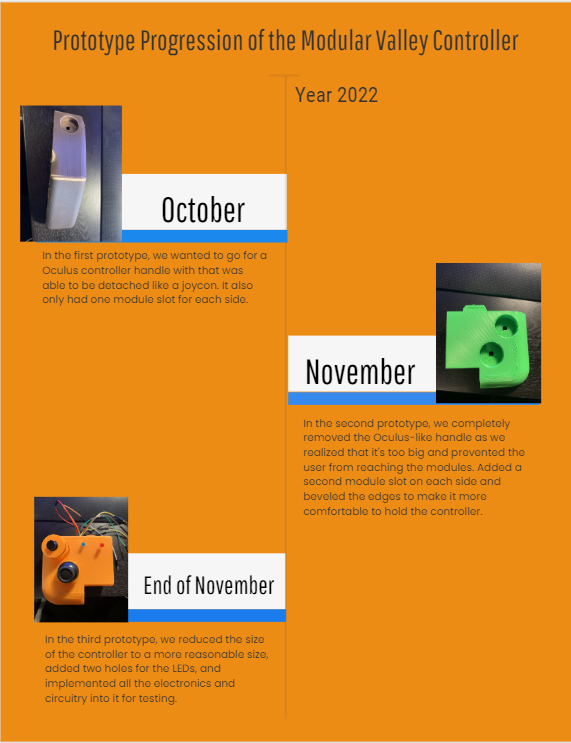 Prototype Progression of the Modular Valley Controller
Year 2022
October
In the first prototype, we wanted to go for a
Oculus controller handle with that was
able to be detached like a joycon. It also
only had one module slot for each side.
November
In the second prototype, we completely
removed the Oculus-like handle as we
realized that it's too big and prevented the
user from reaching the modules. Added a
second module slot on each side and
beveled the edges to make it more
comfortable to hold the controller.
End of November
In the third prototype, we reduced the size
of the controller to a more reasonable size,
added two holes for the LEDs, and
implemented all the electronics and
circuitry into it for testing.